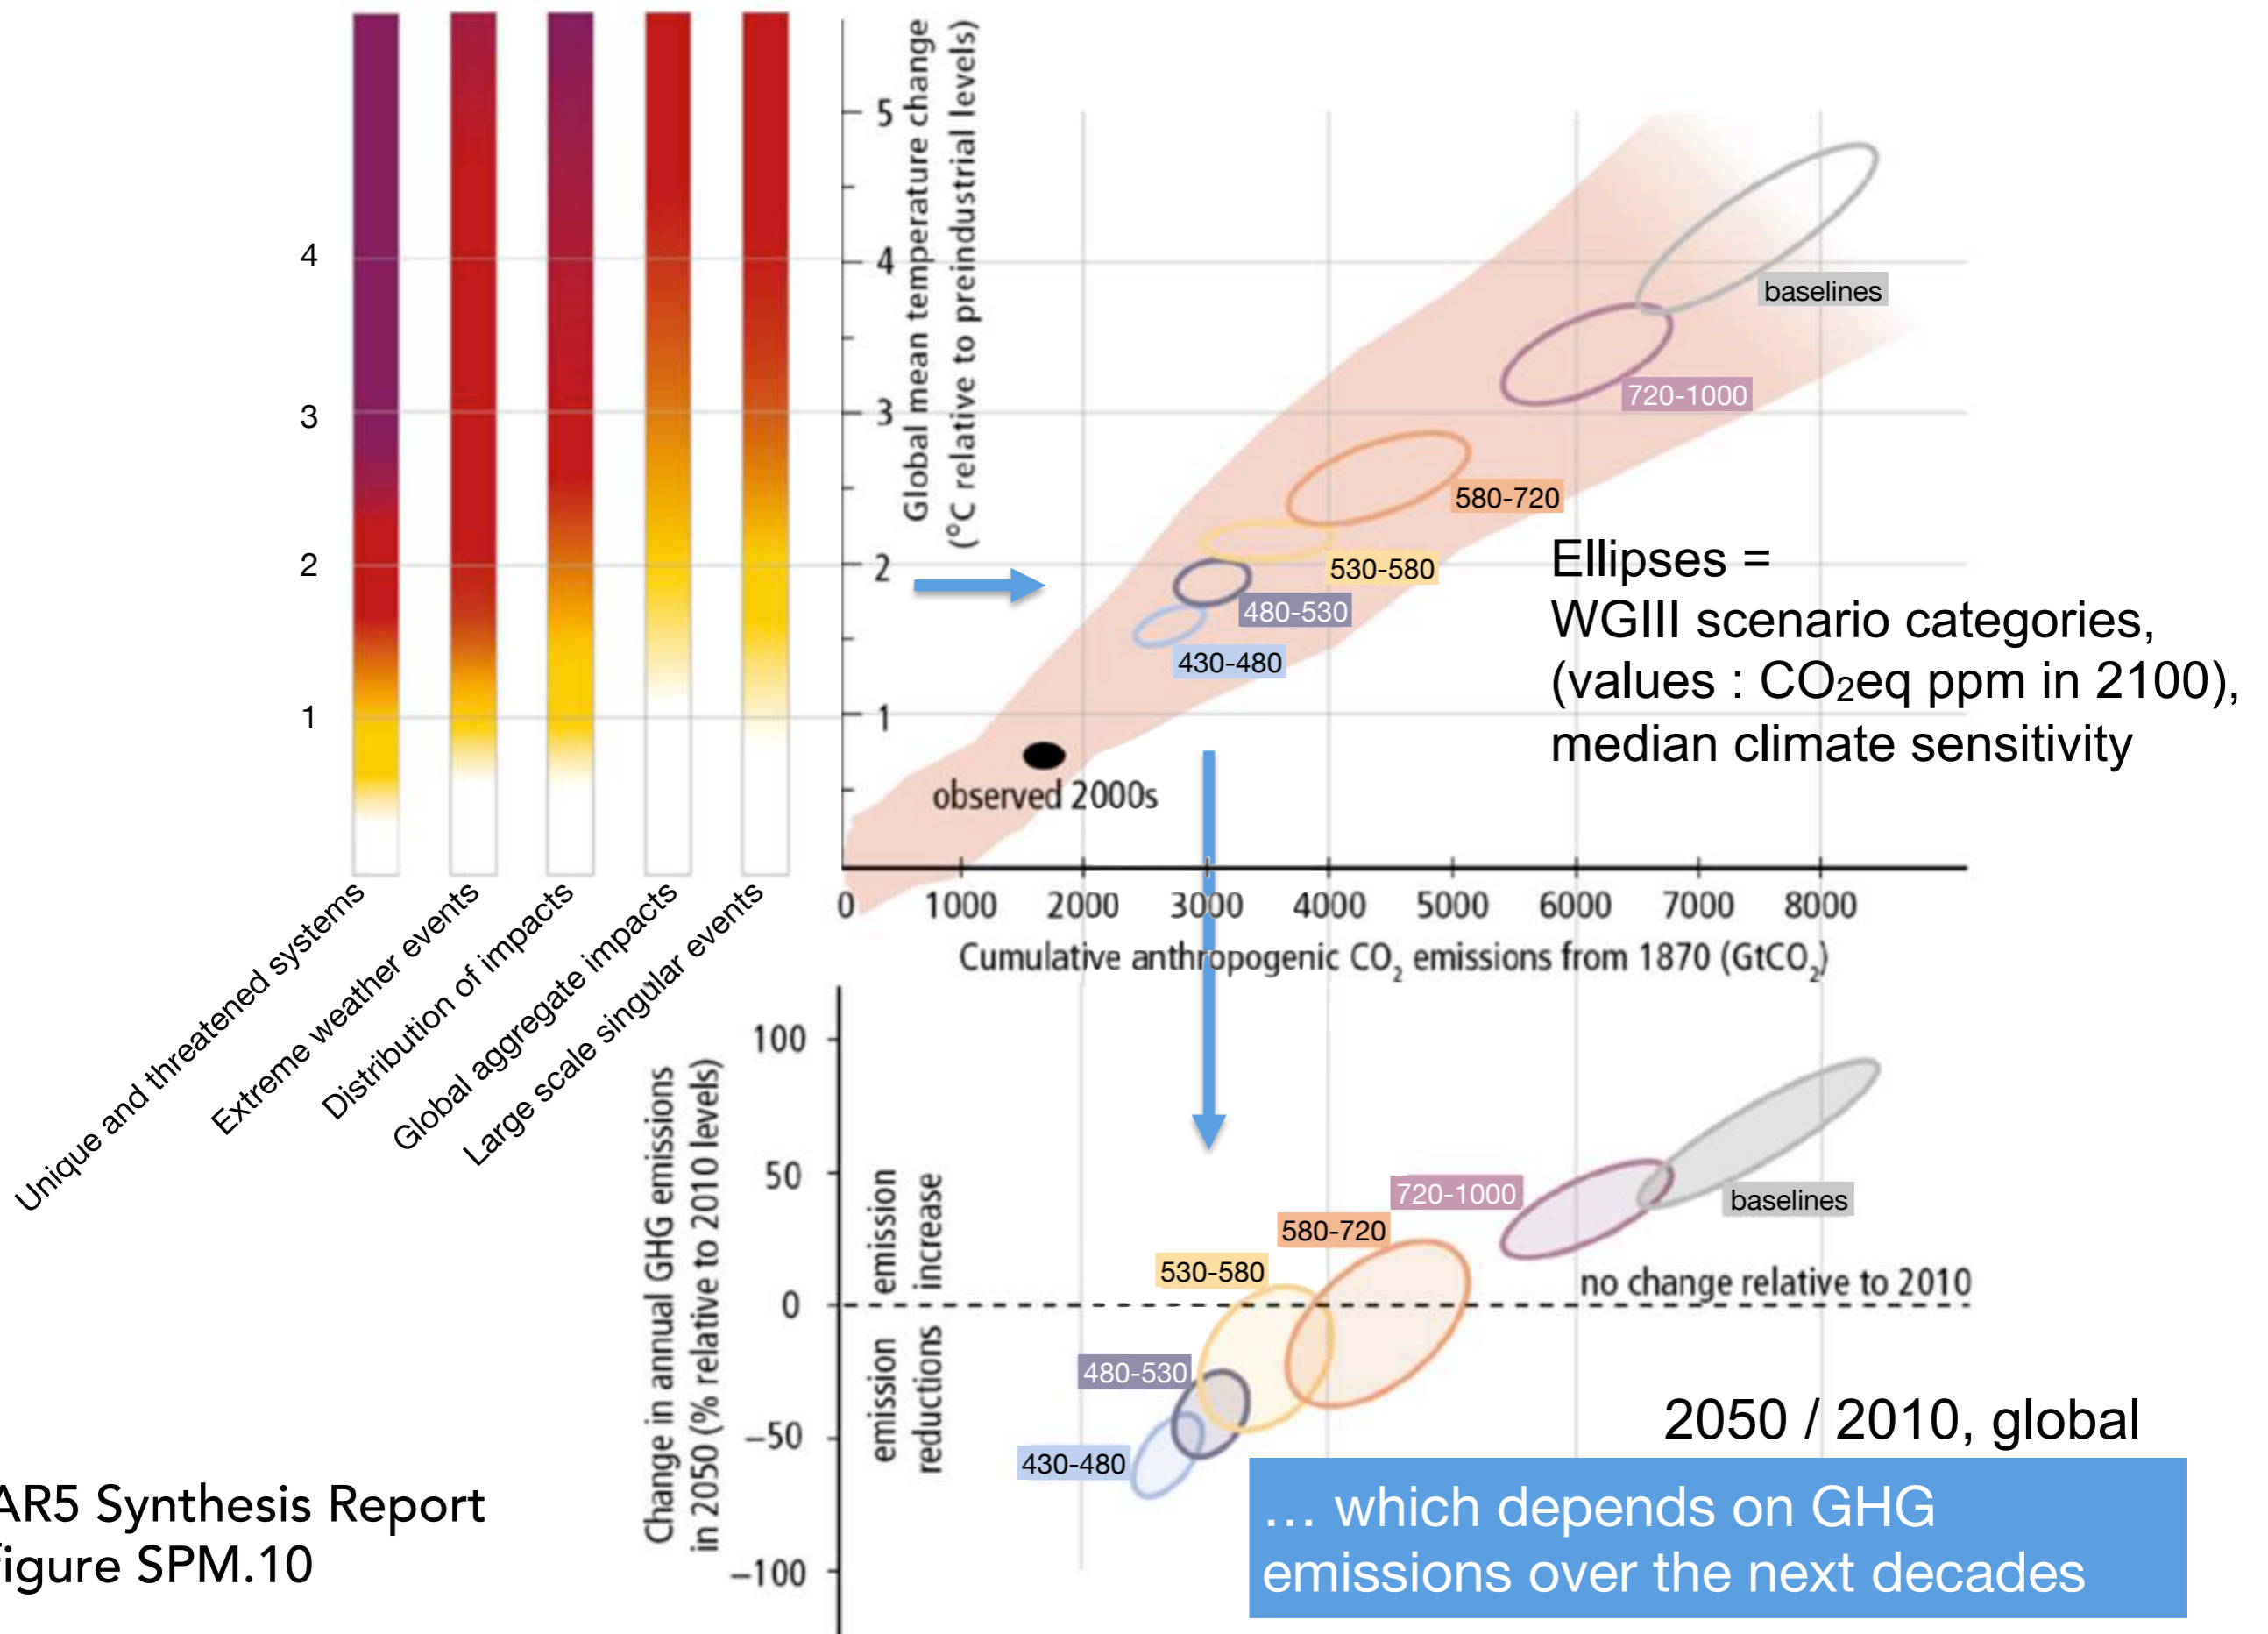 5
4
3
2
1
Global mean temperature change
(°C relative to preindustrial levels)
4
3
2
1
baselines
720-1000
580-720
530-580
480-530
430-480
observed 2000s
Ellipses =
WGIII scenario categories,
(values : CO₂eq ppm in 2100),
median climate sensitivity
0 1000 2000 3000 4000 5000 6000 7000 8000
Cumulative anthropogenic CO₂ emissions from 1870 (GtCO₂)
Unique and threatened systems
Extreme weather events
Distribution of impacts
Global aggregate impacts
Large scale singular events
Change in annual GHG emissions
in 2050 (% relative to 2010 levels)
100
50
0
−50
−100
emission
increase
emission
reductions
720-1000
baselines
580-720
530-580
no change relative to 2010
480-530
430-480
2050 / 2010, global
… which depends on GHG
emissions over the next decades
AR5 Synthesis Report
figure SPM.10